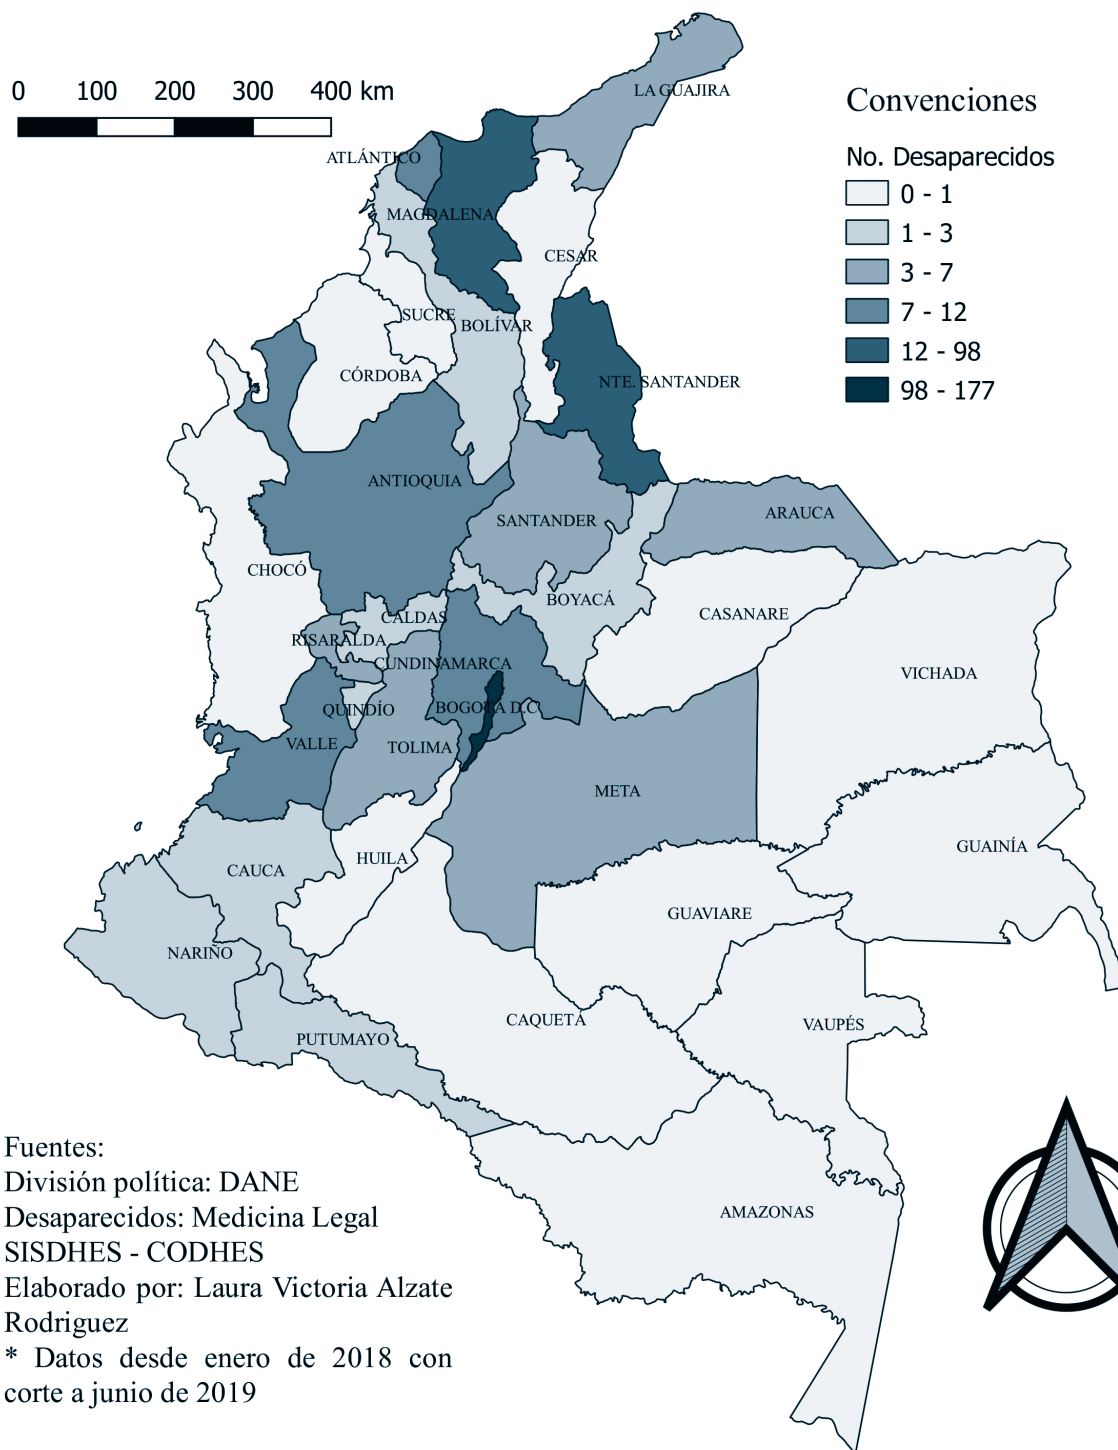 0 100 200 300 400 km
Convenciones
No. Desaparecidos
0 - 1
1 - 3
3 - 7
7 - 12
12 - 98
98 - 177
LA GUAJIRA
ATLÁNTICO
MAGDALENA
CESAR
SUCRE
BOLÍVAR
CÓRDOBA
NTE. SANTANDER
ANTIOQUIA
SANTANDER
ARAUCA
CHOCÓ
BOYACÁ
CALDAS
CASANARE
RISARALDA
CUNDINAMARCA
VICHADA
QUINDÍO
BOGOTÁ D.C
VALLE
TOLIMA
META
GUAINÍA
HUILA
CAUCA
GUAVIARE
NARIÑO
CAQUETÁ
VAUPÉS
PUTUMAYO
AMAZONAS
Fuentes:
División política: DANE
Desaparecidos: Medicina Legal
SISDHES - CODHES
Elaborado por: Laura Victoria Alzate
Rodriguez
* Datos desde enero de 2018 con
corte a junio de 2019